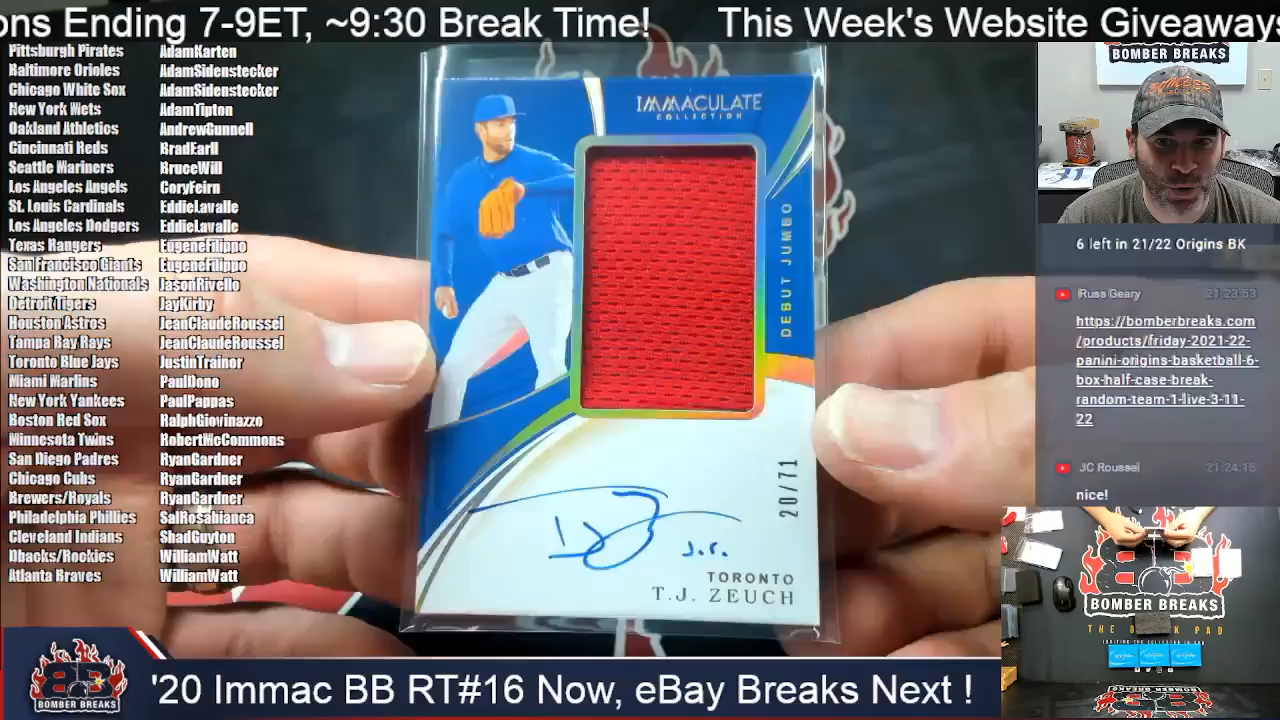 ons Ending 7-9ET, ~9:30 Break Time! This Week's Website Giveaways
Pittsburgh Pirates AdamKarten
Baltimore Orioles AdamSidenstecker
Chicago White Sox AdamSidenstecker
New York Mets AdamTipton
Oakland Athletics AndrewGunnell
Cincinnati Reds BradEarll
Seattle Mariners BruceWill
Los Angeles Angels CoryFeirn
St. Louis Cardinals EddieLavalle
Los Angeles Dodgers EddieLavalle
Texas Rangers EugeneFilippo
San Francisco Giants EugeneFilippo
Washington Nationals JasonRivello
Detroit Tigers JayKirby
Houston Astros JeanClaudeRoussel
Tampa Bay Rays JeanClaudeRoussel
Toronto Blue Jays JustinTrainor
Miami Marlins PaulDono
New York Yankees PaulPappas
Boston Red Sox RalphGiovinazzo
Minnesota Twins RobertMcCommons
San Diego Padres RyanGardner
Chicago Cubs RyanGardner
Brewers/Royals RyanGardner
Philadelphia Phillies SalRosabianca
Cleveland Indians ShadGuyton
Dbacks/Rockies WilliamWatt
Atlanta Braves WilliamWatt
IMMACULATE
COLLECTION
DEBUT JUMBO
20/71
TORONTO
T.J. ZEUCH
BOMBER BREAKS
6 left in 21/22 Origins BK
Russ Geary 21:23:53
https://bomberbreaks.com
/products/friday-2021-22-
panini-origins-basketball-6-
box-half-case-break-
random-team-1-live-3-11-
22
JC Roussel 21:24:18
nice!
BOMBER BREAKS
BOMBER BREAKS
BOMBER BREAKS
'20 Immac BB RT#16 Now, eBay Breaks Next !